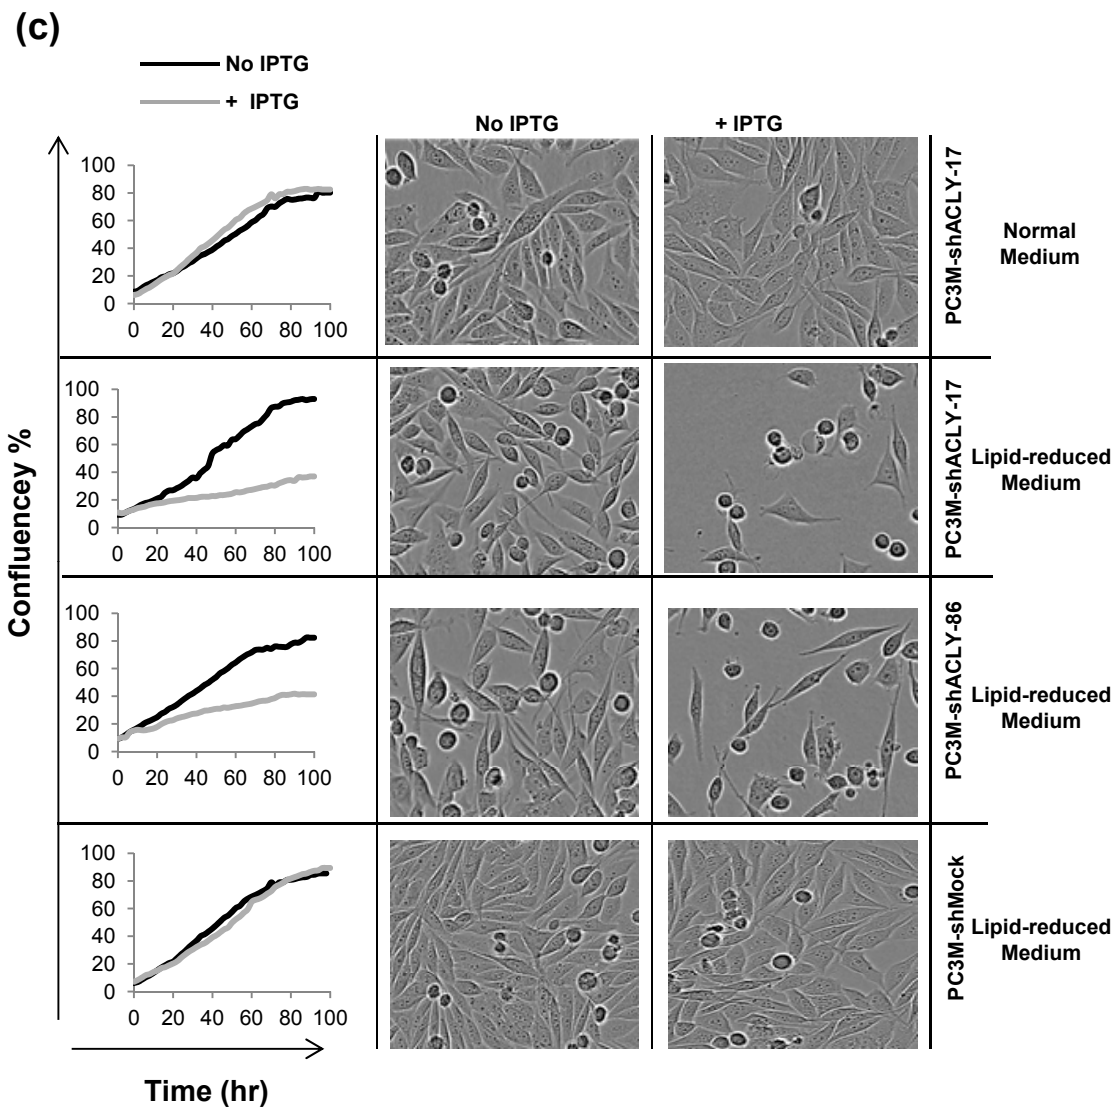 (c)
No IPTG
+ IPTG
No IPTG
+ IPTG
Confluencey %
100
80
60
40
20
0
0 20 40 60 80 100
PC3M-shACLY-17
Normal
Medium
100
80
60
40
20
0
0 20 40 60 80 100
PC3M-shACLY-17
Lipid-reduced
Medium
100
80
60
40
20
0
0 20 40 60 80 100
PC3M-shACLY-86
Lipid-reduced
Medium
100
80
60
40
20
0
0 20 40 60 80 100
PC3M-shMock
Lipid-reduced
Medium
Time (hr)